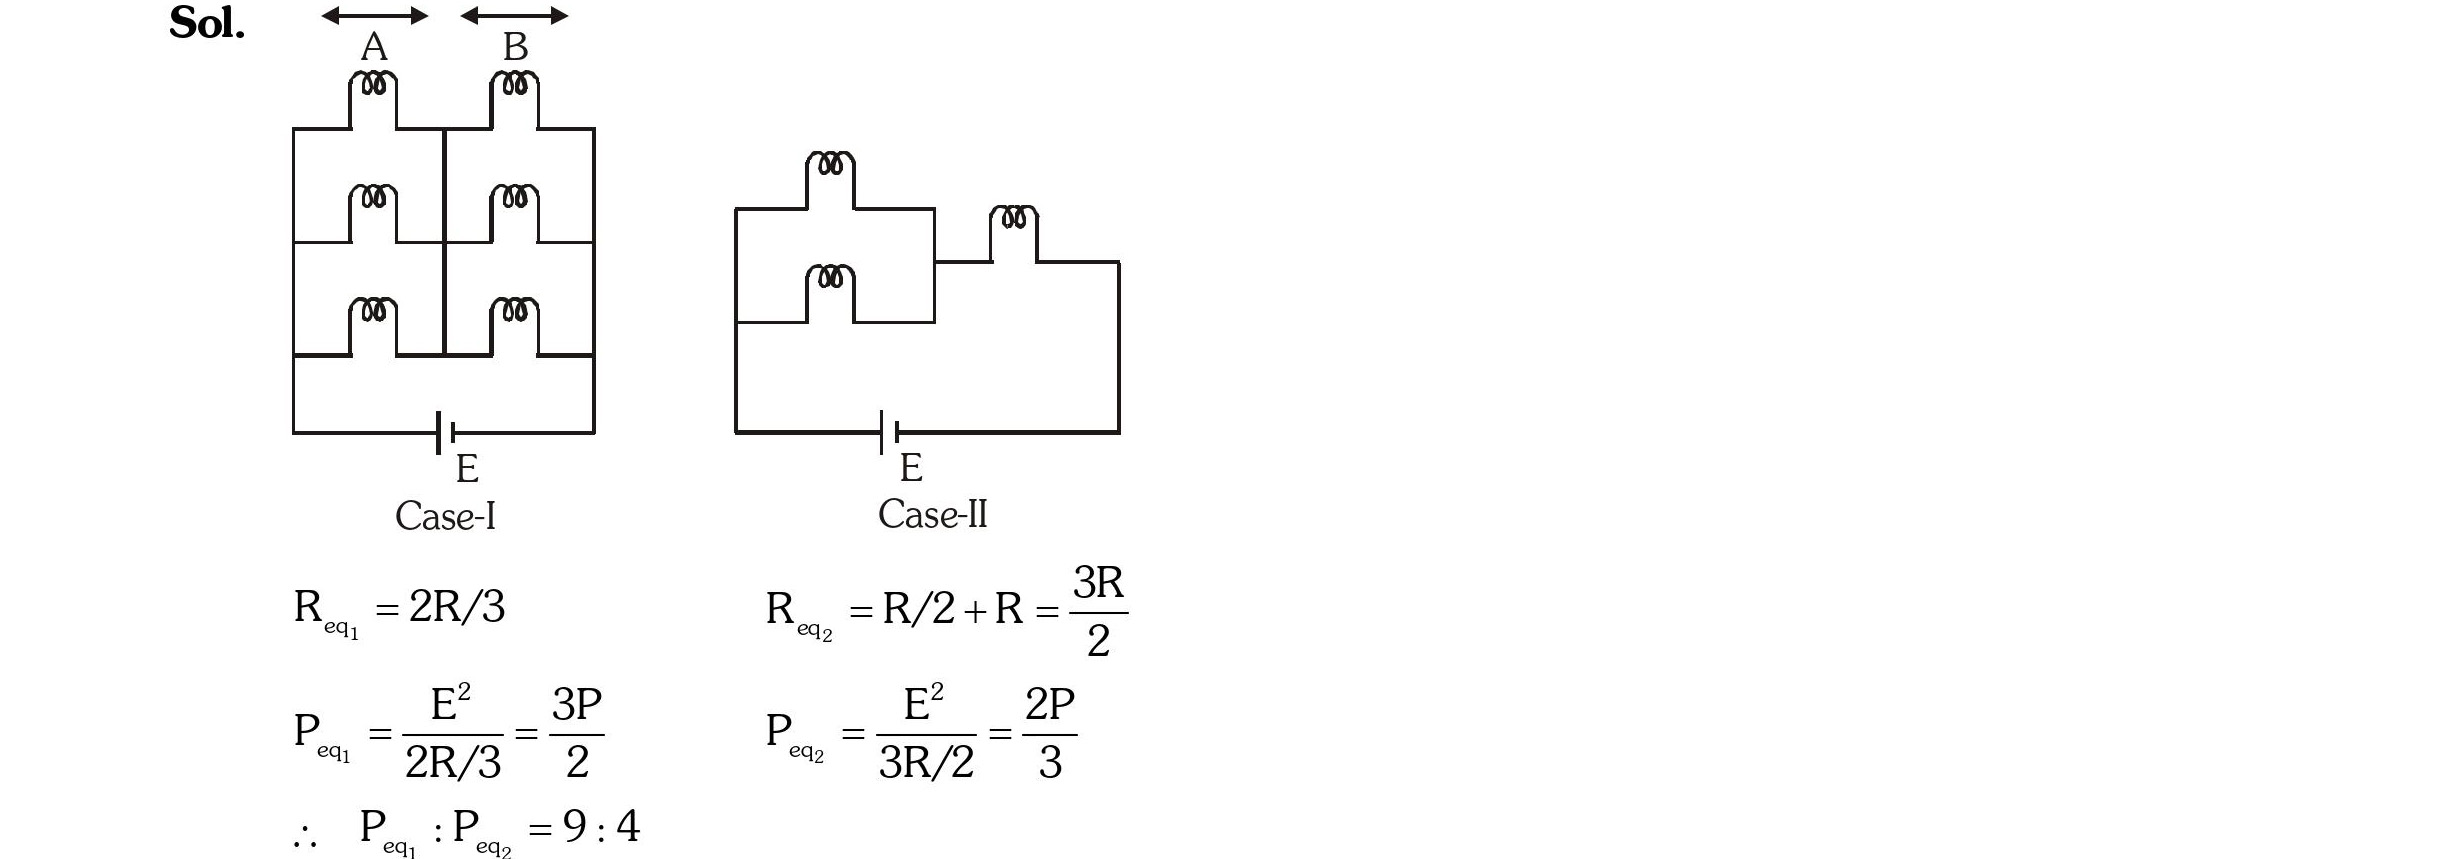 Sol.
A B
E
Case-I
E
Case-II
R_{eq_1} = 2R/3
R_{eq_2} = R/2 + R = \frac{3R}{2}
P_{eq_1} = \frac{E^2}{2R/3} = \frac{3P}{2}
P_{eq_2} = \frac{E^2}{3R/2} = \frac{2P}{3}
∴ P_{eq_1} : P_{eq_2} = 9 : 4